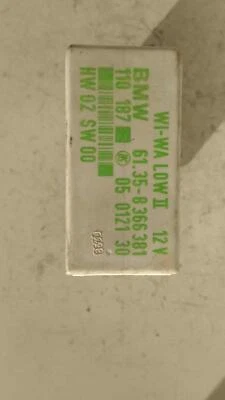 WI-WA LOW II 12 V
BMW 61.35-8 366 381
110 187 05 0121 30
HW 02 SW 00